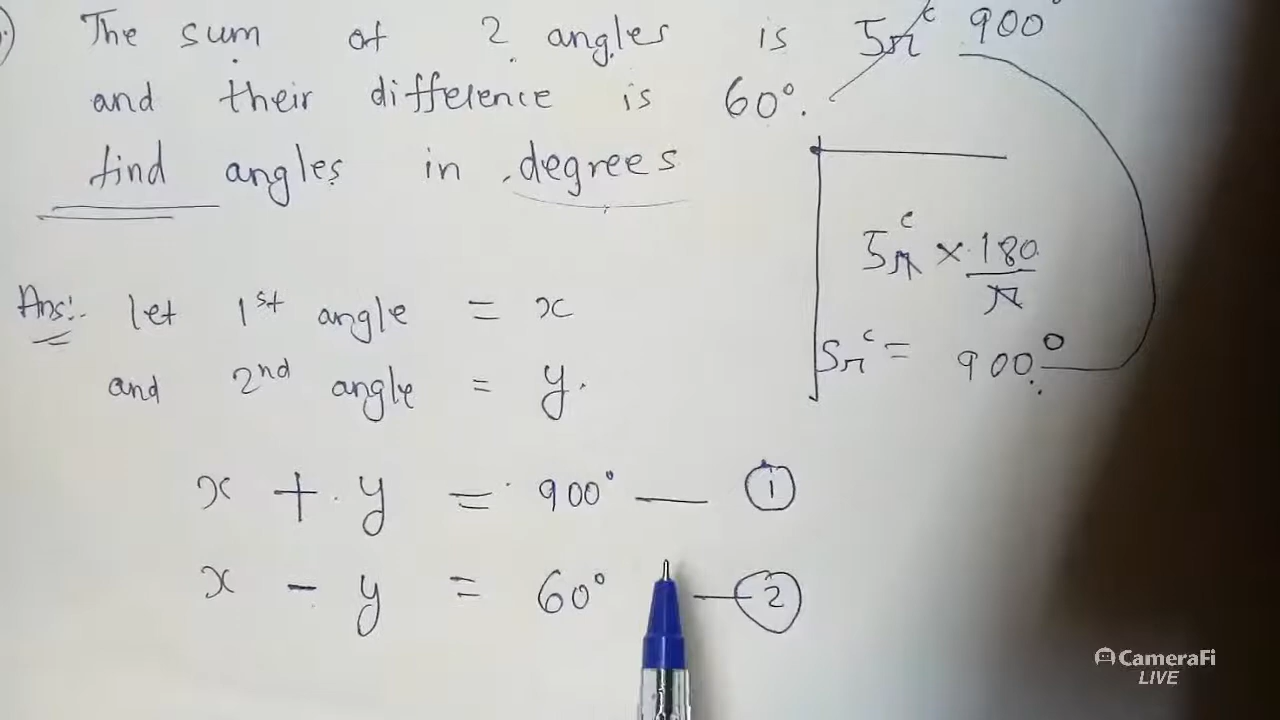 The sum of 2 angles is 5π^c 900°
and their difference is 60°.
find angles in degrees
5π^c × 180/π
5π^c = 900°
Ans:- let 1st angle = x
and 2nd angle = y.
x + y = 900° — ①
x - y = 60° — ②
CameraFi
LIVE